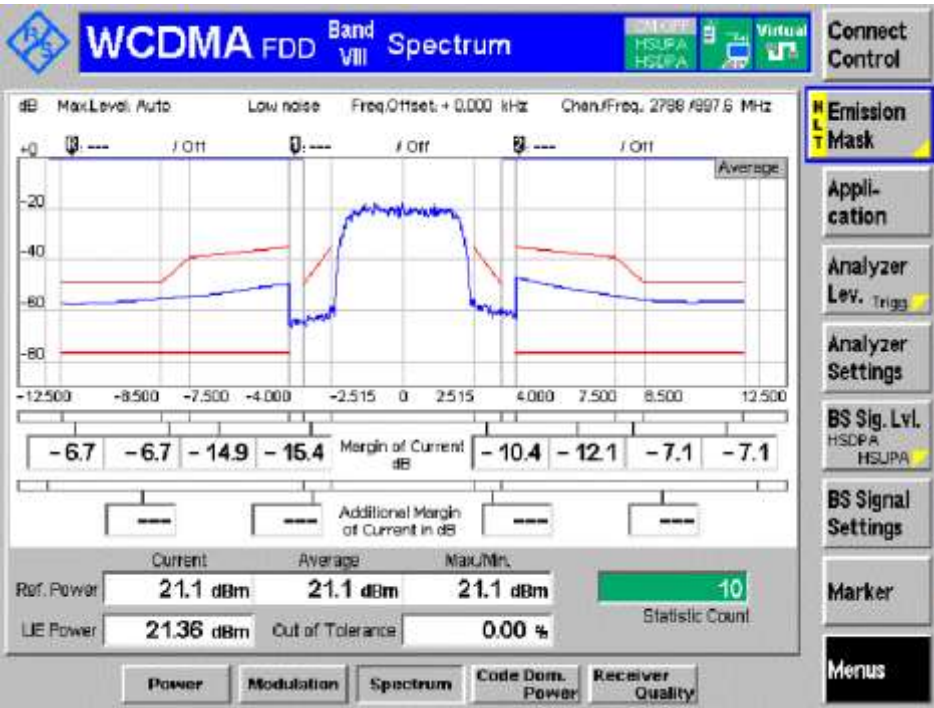 WCDMA FDD Band VIII Spectrum
HSUPA
HSDPA
Virtual
Connect Control
dB Max.Level: Auto Low noise Freq.Offset: + 0.000 kHz Chan./Freq.: 2788 /897.6 MHz
R: --- / Off 1: --- / Off 2: --- / Off
Average
+0
-20
-40
-60
-80
-12.500 -8.500 -7.500 -4.000 -2.515 0 2.515 4.000 7.500 8.500 12.500
-6.7 -6.7 -14.9 -15.4 Margin of Current dB -10.4 -12.1 -7.1 -7.1
--- --- Additional Margin of Current in dB --- ---
Current Average Max./Min.
Ref. Power 21.1 dBm 21.1 dBm 21.1 dBm 10
Statistic Count
UE Power 21.36 dBm Out of Tolerance 0.00 %
Power Modulation Spectrum Code Dom. Power Receiver Quality
HLT
Emission Mask
Appli-
cation
Analyzer
Lev. Trigg
Analyzer
Settings
BS Sig. Lvl.
HSDPA
HSUPA
BS Signal
Settings
Marker
Menus